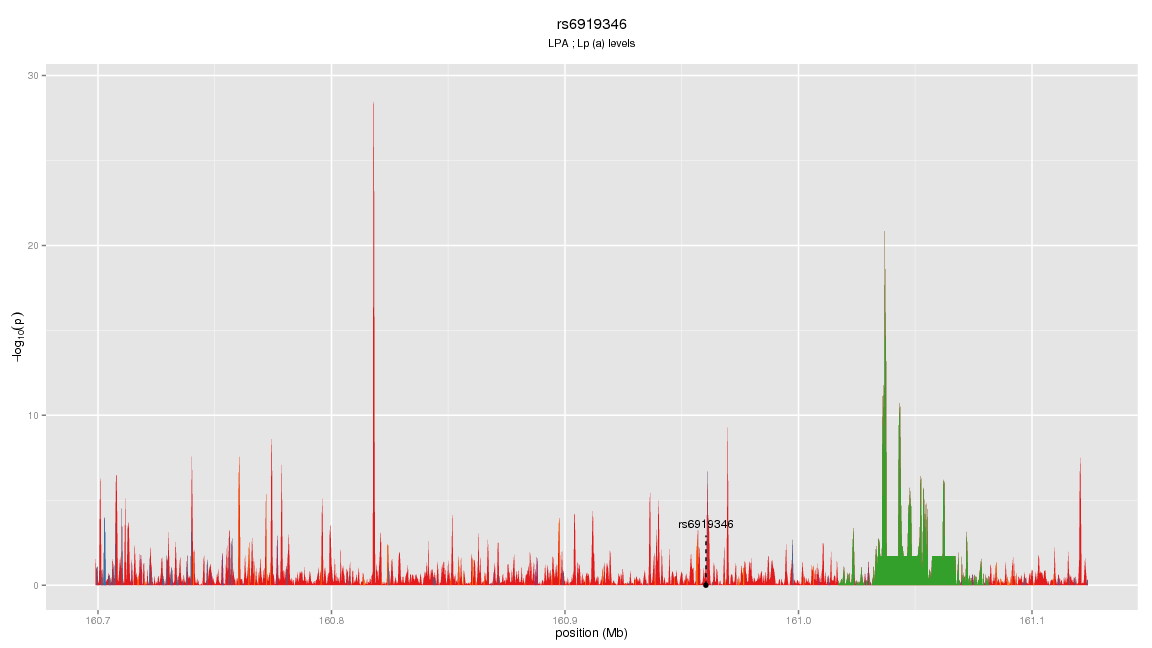 rs6919346
LPA ; Lp (a) levels
30
20
10
0
−log10(p)
rs6919346
160.7 160.8 160.9 161.0 161.1
position (Mb)